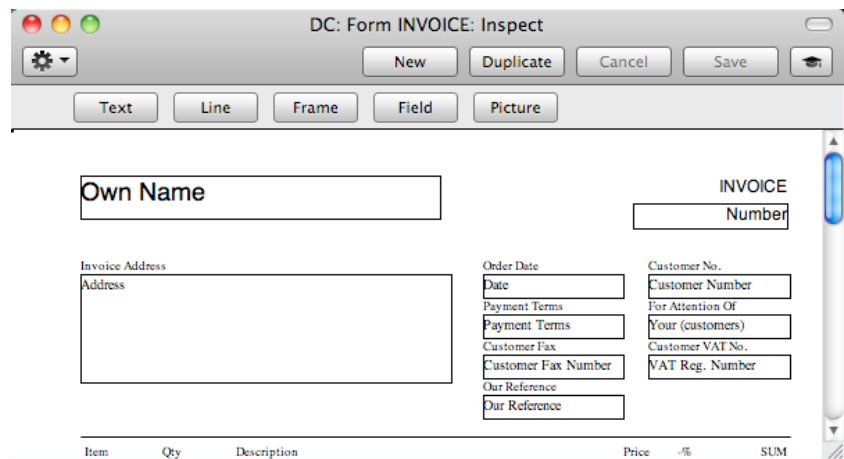 DC: Form INVOICE: Inspect
New Duplicate Cancel Save
Text Line Frame Field Picture
Own Name
INVOICE
Number
Invoice Address
Address
Order Date Customer No.
Date Customer Number
Payment Terms For Attention Of
Payment Terms Your (customers)
Customer Fax Customer VAT No.
Customer Fax Number VAT Reg. Number
Our Reference
Our Reference
Item Qty Description Price -% SUM